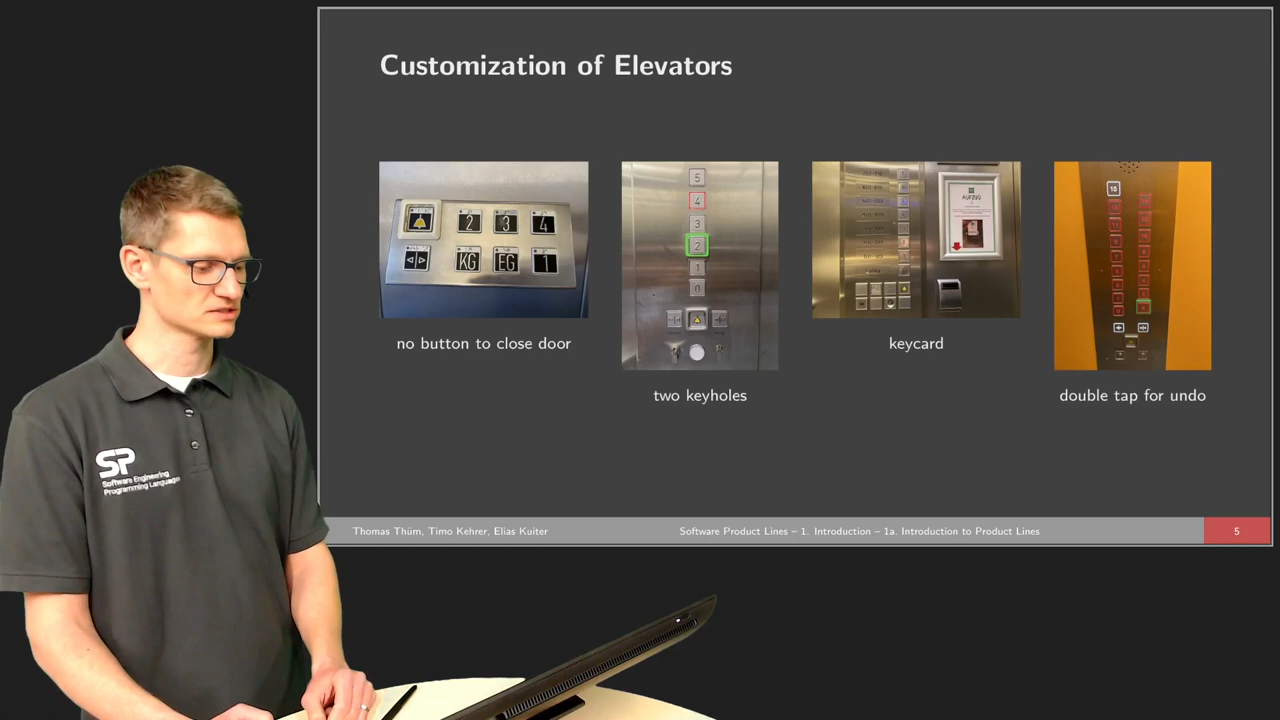 Customization of Elevators
2
3
4
KG
EG
1
no button to close door
5
4
3
2
1
0
two keyholes
AUFZUG
keycard
15
double tap for undo
SP
Software Engineering
Programming Languages
Thomas Thüm, Timo Kehrer, Elias Kuiter
Software Product Lines – 1. Introduction – 1a. Introduction to Product Lines
5